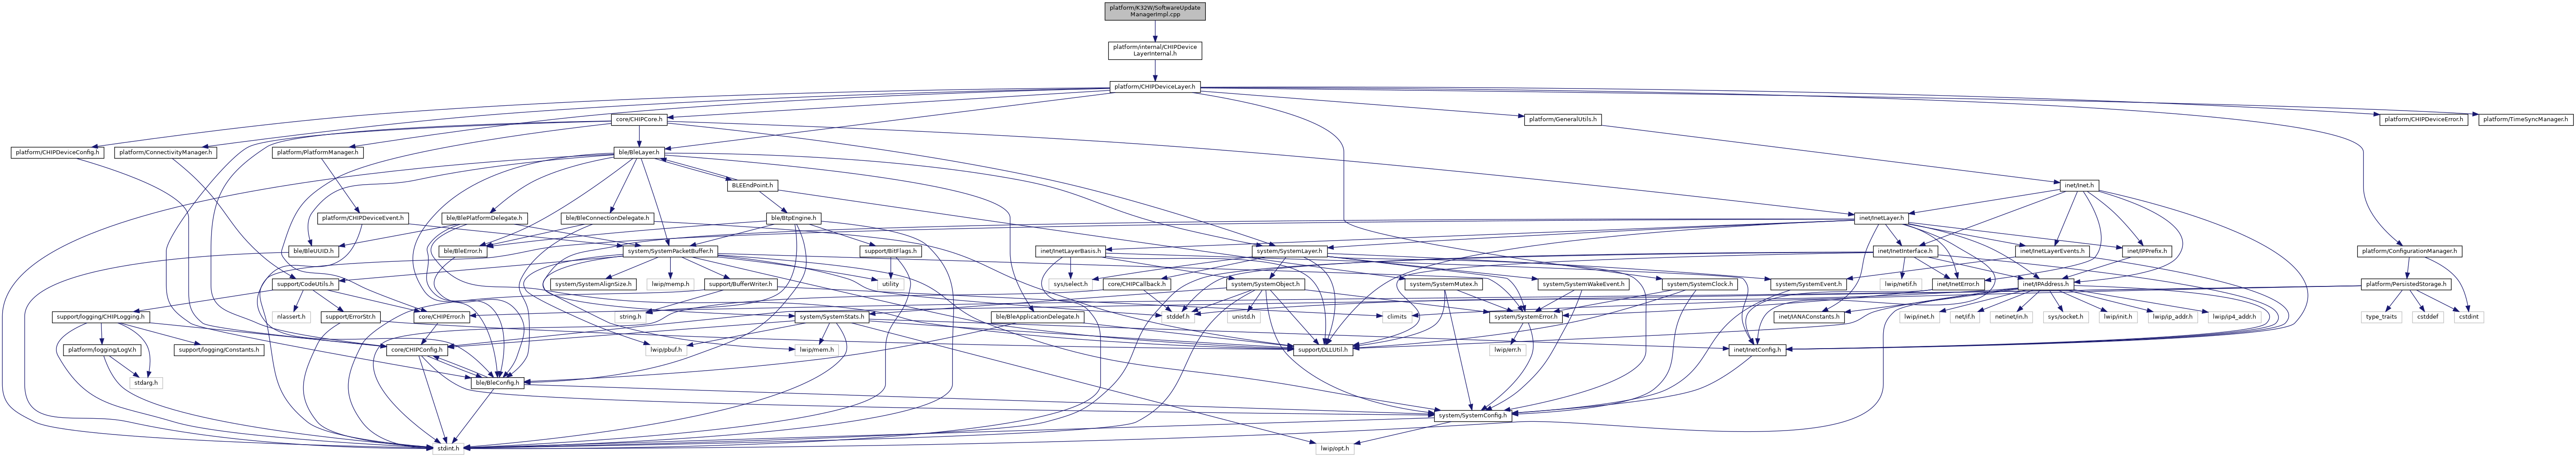 platform/K32W/SoftwareUpdate
ManagerImpl.cpp
platform/internal/CHIPDevice
LayerInternal.h
platform/CHIPDeviceLayer.h
core/CHIPCore.h
platform/GeneralUtils.h
platform/CHIPDeviceError.h
platform/TimeSyncManager.h
platform/CHIPDeviceConfig.h
platform/ConnectivityManager.h
platform/PlatformManager.h
ble/BleLayer.h
BLEEndPoint.h
inet/Inet.h
platform/CHIPDeviceEvent.h
ble/BlePlatformDelegate.h
ble/BleConnectionDelegate.h
ble/BtpEngine.h
inet/InetLayer.h
ble/BleUUID.h
ble/BleError.h
system/SystemPacketBuffer.h
support/BitFlags.h
inet/InetLayerBasis.h
system/SystemLayer.h
inet/InetInterface.h
inet/InetLayerEvents.h
inet/IPPrefix.h
platform/ConfigurationManager.h
support/CodeUtils.h
system/SystemAlignSize.h
lwip/memp.h
support/BufferWriter.h
utility
sys/select.h
core/CHIPCallback.h
system/SystemObject.h
system/SystemMutex.h
system/SystemWakeEvent.h
system/SystemClock.h
system/SystemEvent.h
lwip/netif.h
inet/InetError.h
inet/IPAddress.h
platform/PersistedStorage.h
support/logging/CHIPLogging.h
nlassert.h
support/ErrorStr.h
core/CHIPError.h
string.h
system/SystemStats.h
ble/BleApplicationDelegate.h
stddef.h
unistd.h
climits
system/SystemError.h
inet/IANAConstants.h
lwip/inet.h
net/if.h
netinet/in.h
sys/socket.h
lwip/init.h
lwip/ip_addr.h
lwip/ip4_addr.h
type_traits
cstddef
cstdint
platform/logging/LogV.h
support/logging/Constants.h
core/CHIPConfig.h
lwip/pbuf.h
lwip/mem.h
support/DLLUtil.h
lwip/err.h
inet/InetConfig.h
stdarg.h
ble/BleConfig.h
system/SystemConfig.h
stdint.h
lwip/opt.h